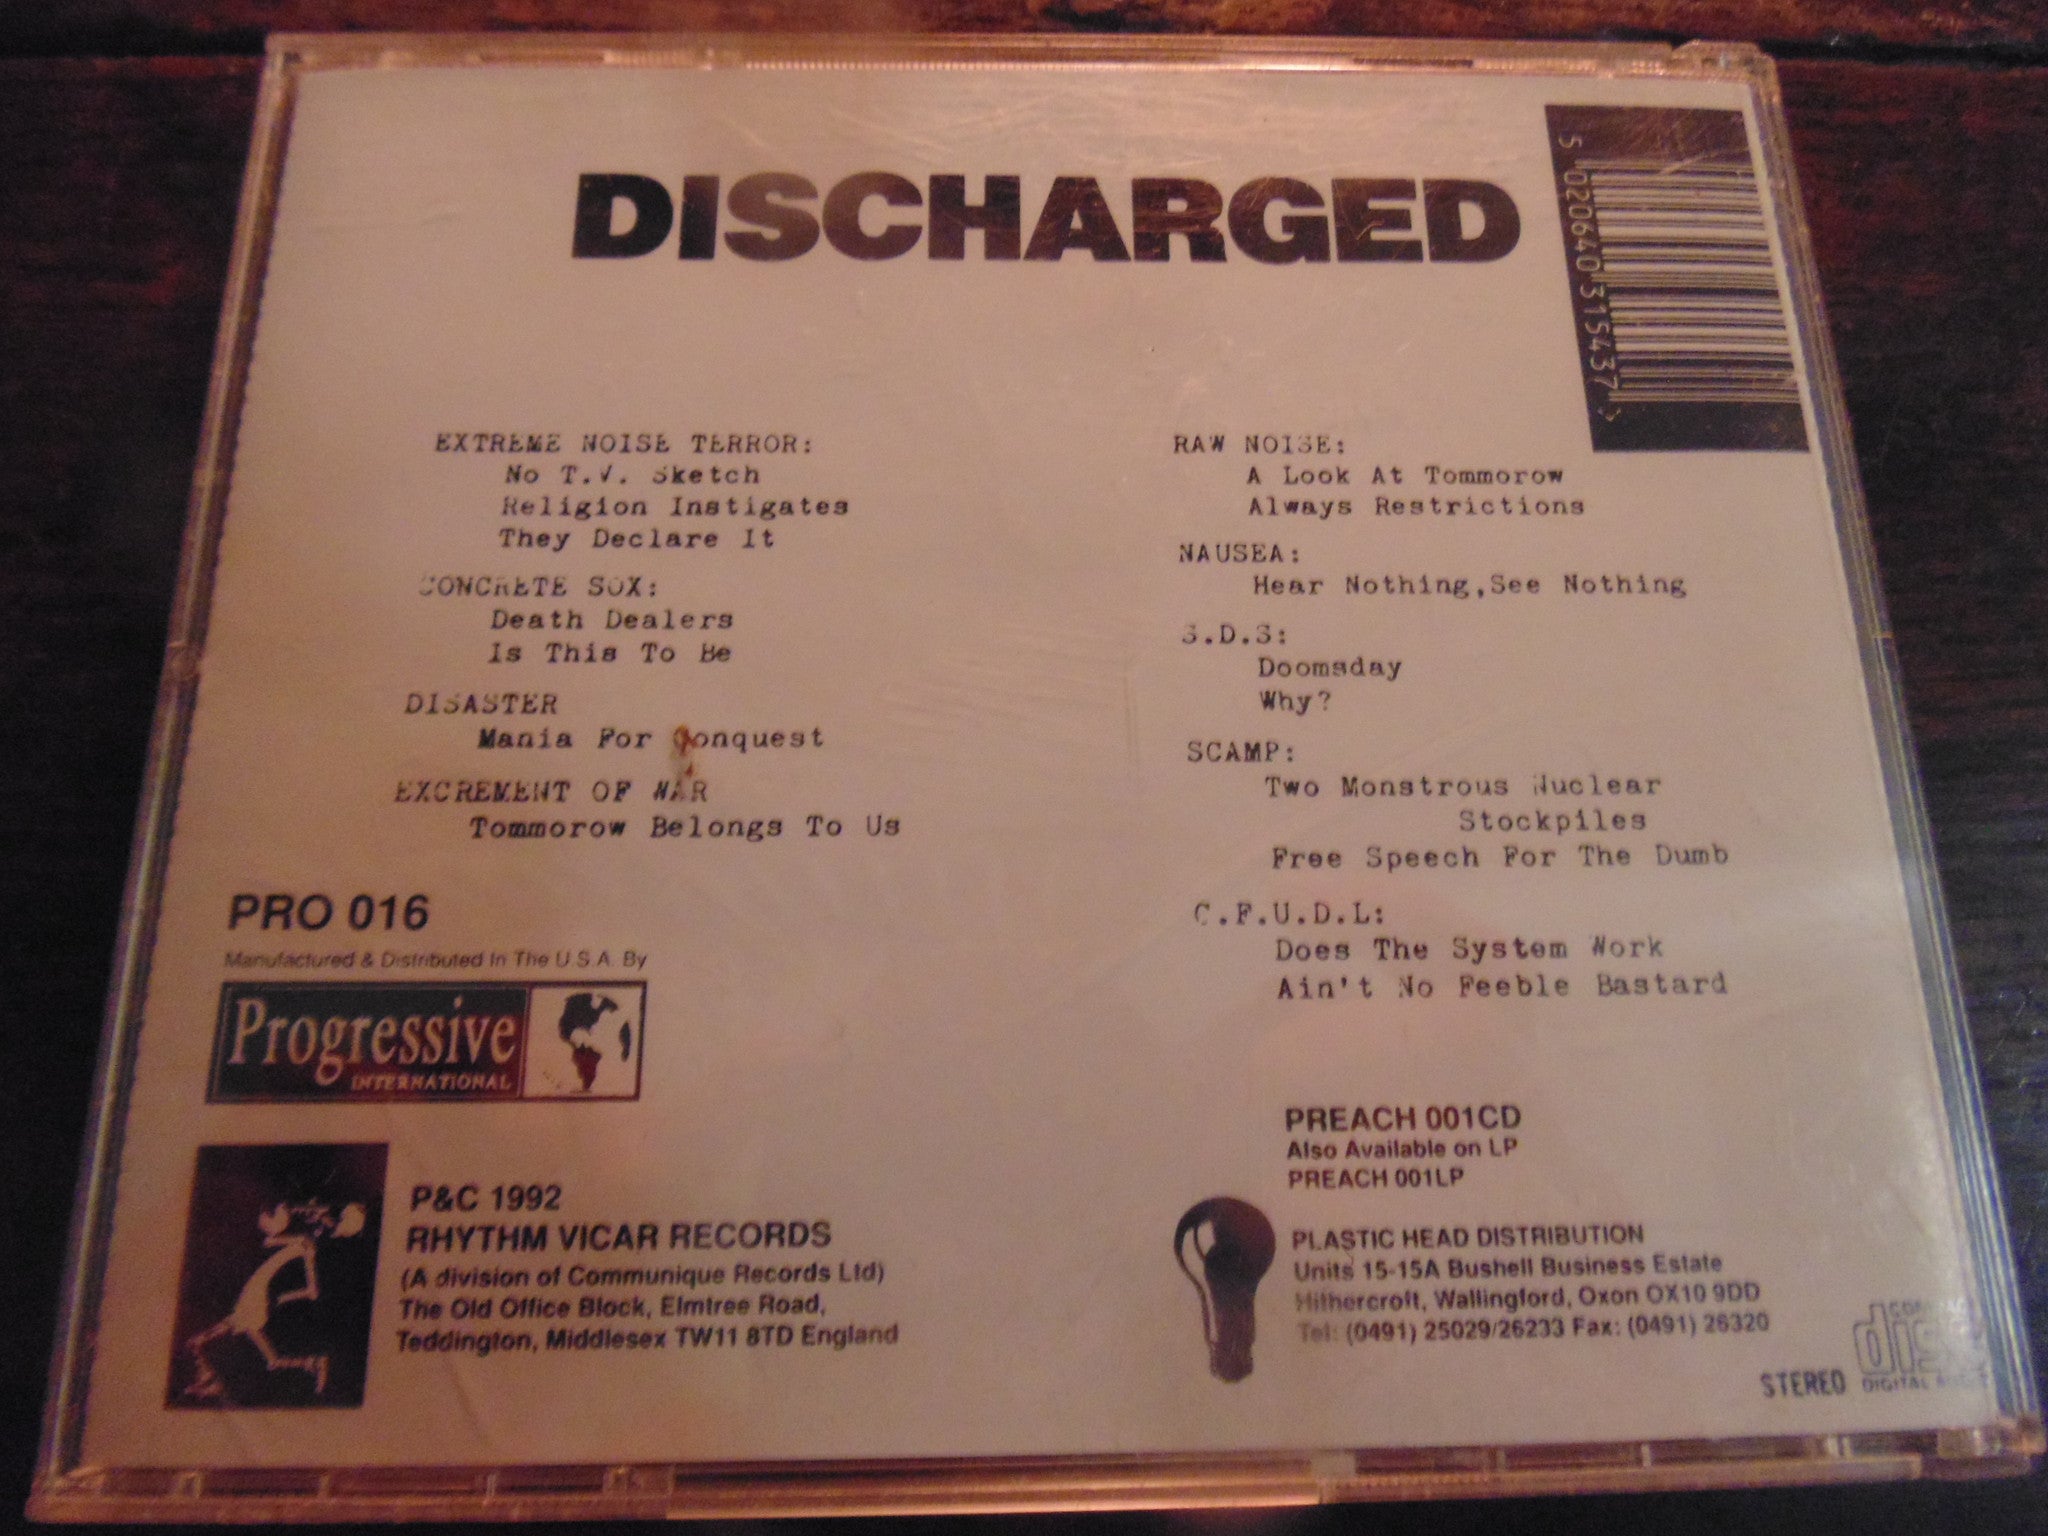 DISCHARGED
5 020640 315437 >
EXTREME NOISE TERROR:
No T.V. Sketch
Religion Instigates
They Declare It
CONCRETE SOX:
Death Dealers
Is This To Be
DISASTER
Mania For Conquest
EXCREMENT OF WAR
Tommorow Belongs To Us
RAW NOISE:
A Look At Tommorow
Always Restrictions
NAUSEA:
Hear Nothing,See Nothing
S.D.S:
Doomsday
Why?
SCAMP:
Two Monstrous Nuclear
Stockpiles
Free Speech For The Dumb
C.F.U.D.L:
Does The System Work
Ain't No Feeble Bastard
PRO 016
Manufactured & Distributed In The U.S.A. By
Progressive
INTERNATIONAL
P&C 1992
RHYTHM VICAR RECORDS
(A division of Communique Records Ltd)
The Old Office Block, Elmtree Road,
Teddington, Middlesex TW11 8TD England
PREACH 001CD
Also Available on LP
PREACH 001LP
PLASTIC HEAD DISTRIBUTION
Units 15-15A Bushell Business Estate
Hithercroft, Wallingford, Oxon OX10 9DD
Tel: (0491) 25029/26233 Fax: (0491) 26320
STEREO
COMPACT
disc
DIGITAL AUDIO